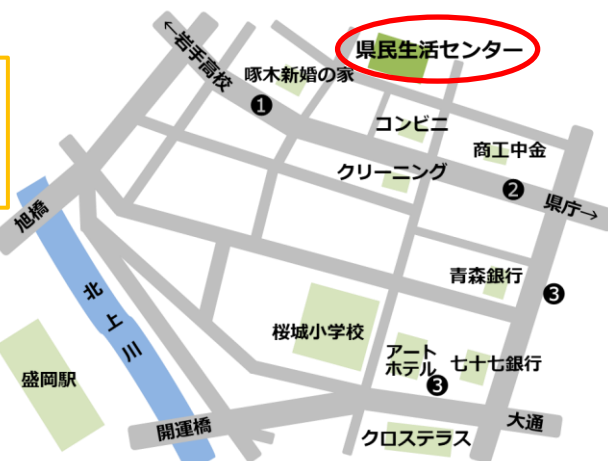 ←岩手高校
県民生活センター
啄木新婚の家
❶
コンビニ
商工中金
クリーニング
❷
県庁→
旭橋
青森銀行
❸
北上川
桜城小学校
アート
ホテル
七十七銀行
❸
盛岡駅
大通
開運橋
クロステラス